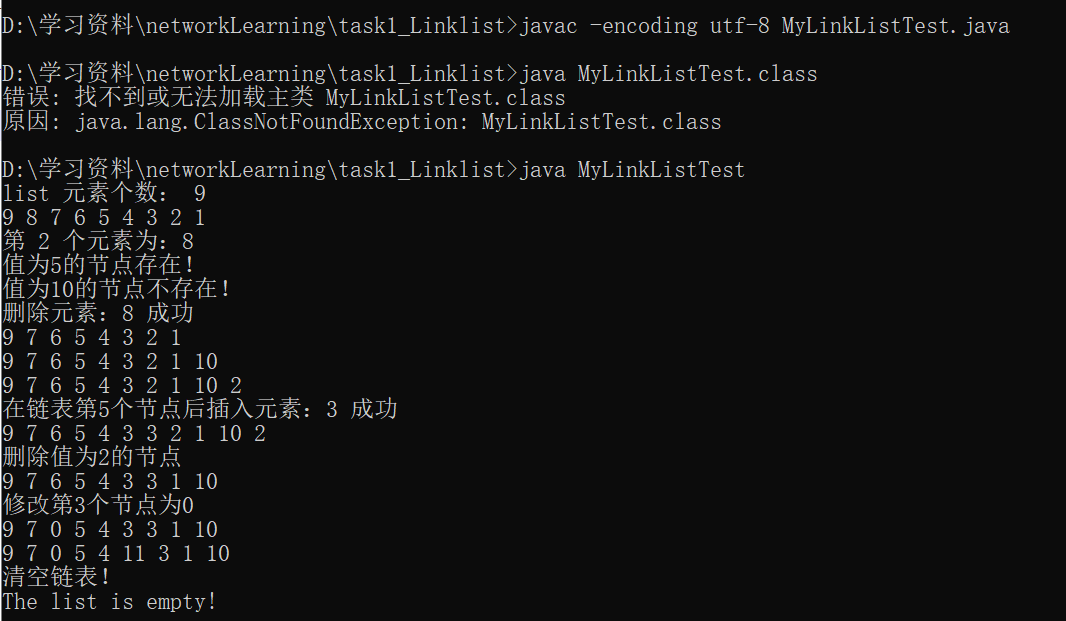 D:\学习资料\networkLearning\task1_Linklist>javac -encoding utf-8 MyLinkListTest.java
D:\学习资料\networkLearning\task1_Linklist>java MyLinkListTest.class
错误: 找不到或无法加载主类 MyLinkListTest.class
原因: java.lang.ClassNotFoundException: MyLinkListTest.class
D:\学习资料\networkLearning\task1_Linklist>java MyLinkListTest
list 元素个数： 9
9 8 7 6 5 4 3 2 1
第 2 个元素为：8
值为5的节点存在！
值为10的节点不存在！
删除元素：8 成功
9 7 6 5 4 3 2 1
9 7 6 5 4 3 2 1 10
9 7 6 5 4 3 2 1 10 2
在链表第5个节点后插入元素：3 成功
9 7 6 5 4 3 3 2 1 10 2
删除值为2的节点
9 7 6 5 4 3 3 1 10
修改第3个节点为0
9 7 0 5 4 3 3 1 10
9 7 0 5 4 11 3 1 10
清空链表！
The list is empty!